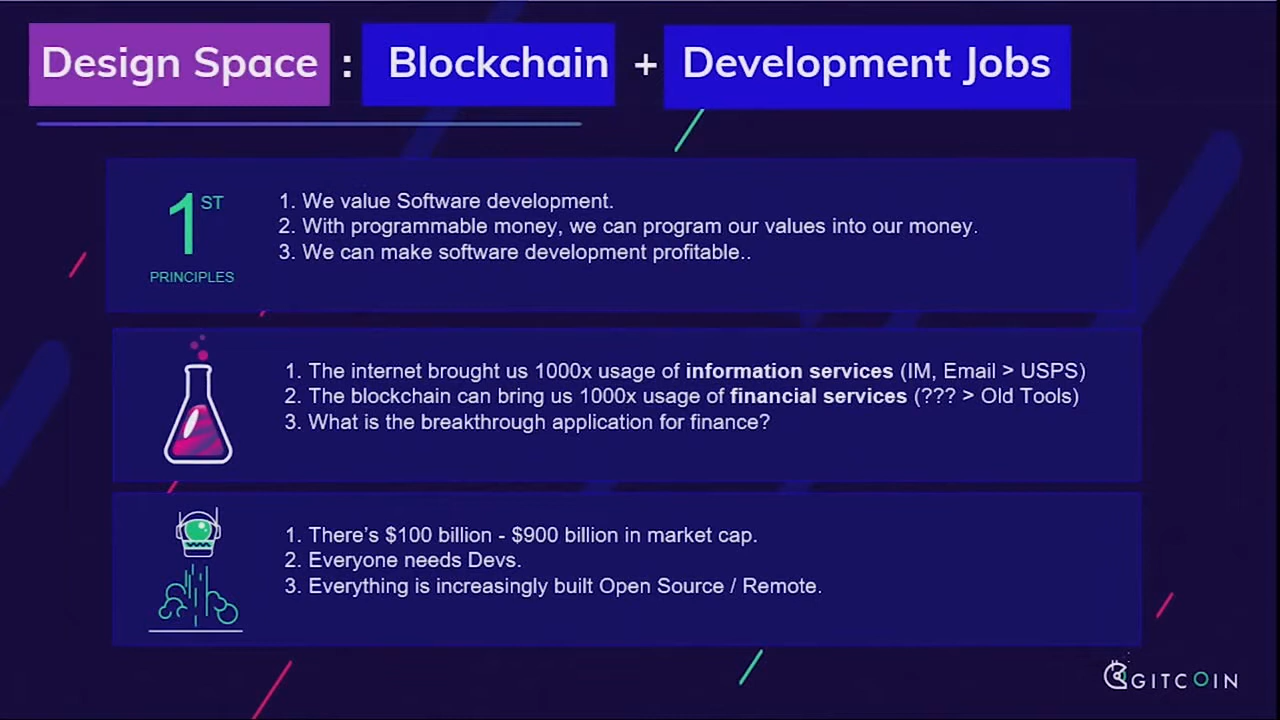 Design Space : Blockchain + Development Jobs
1ST
PRINCIPLES
1. We value Software development.
2. With programmable money, we can program our values into our money.
3. We can make software development profitable..
1. The internet brought us 1000x usage of information services (IM, Email > USPS)
2. The blockchain can bring us 1000x usage of financial services (??? > Old Tools)
3. What is the breakthrough application for finance?
1. There's $100 billion - $900 billion in market cap.
2. Everyone needs Devs.
3. Everything is increasingly built Open Source / Remote.
GITCOIN